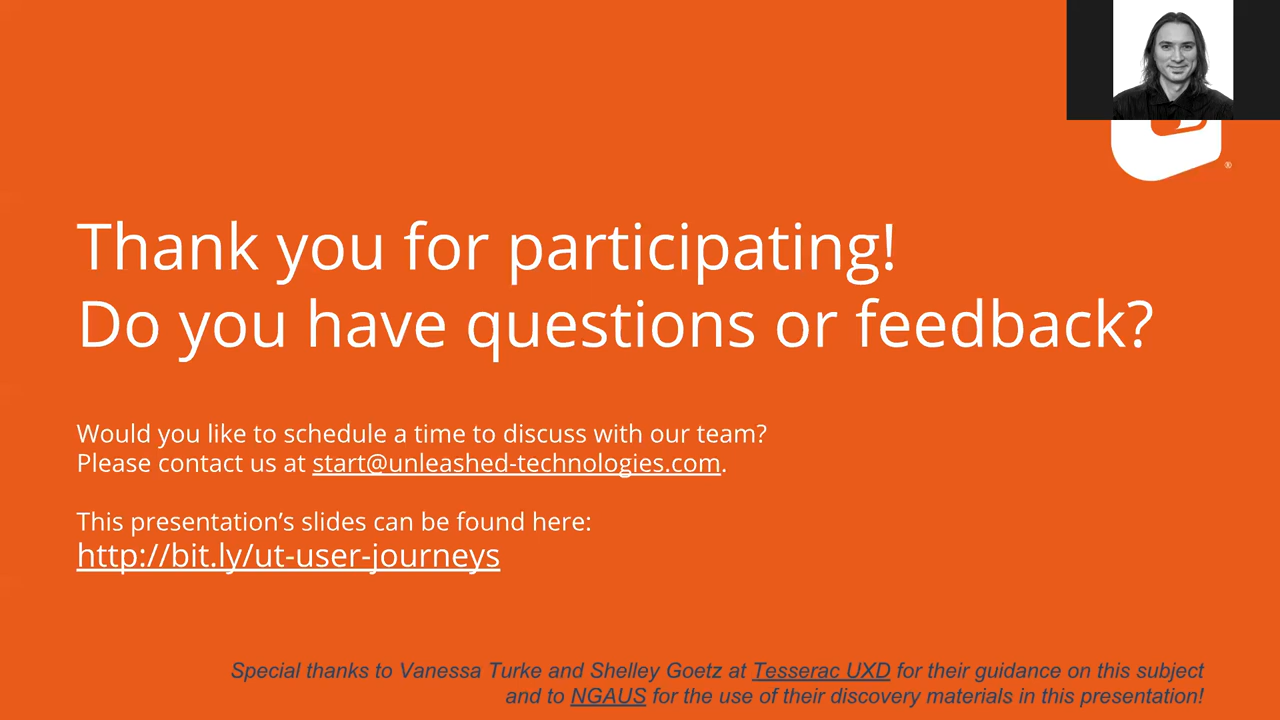 ®
Thank you for participating!
Do you have questions or feedback?
Would you like to schedule a time to discuss with our team?
Please contact us at start@unleashed-technologies.com.
This presentation’s slides can be found here:
http://bit.ly/ut-user-journeys
Special thanks to Vanessa Turke and Shelley Goetz at Tesserac UXD for their guidance on this subject
and to NGAUS for the use of their discovery materials in this presentation!